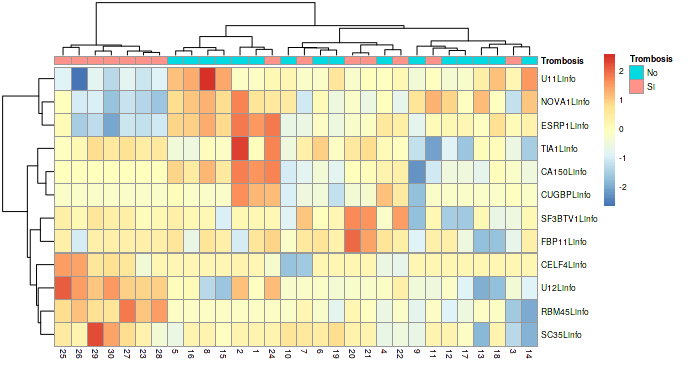 Trombosis
U11Linfo
NOVA1Linfo
ESRP1Linfo
TIA1Linfo
CA150Linfo
CUGBPLinfo
SF3BTV1Linfo
FBP11Linfo
CELF4Linfo
U12Linfo
RBM45Linfo
SC35Linfo
25 26 29 30 27 23 28 5 16 8 15 2 1 24 10 7 6 19 20 21 4 22 9 11 12 17 13 18 3 14
2
1
0
-1
-2
Trombosis
No
Si